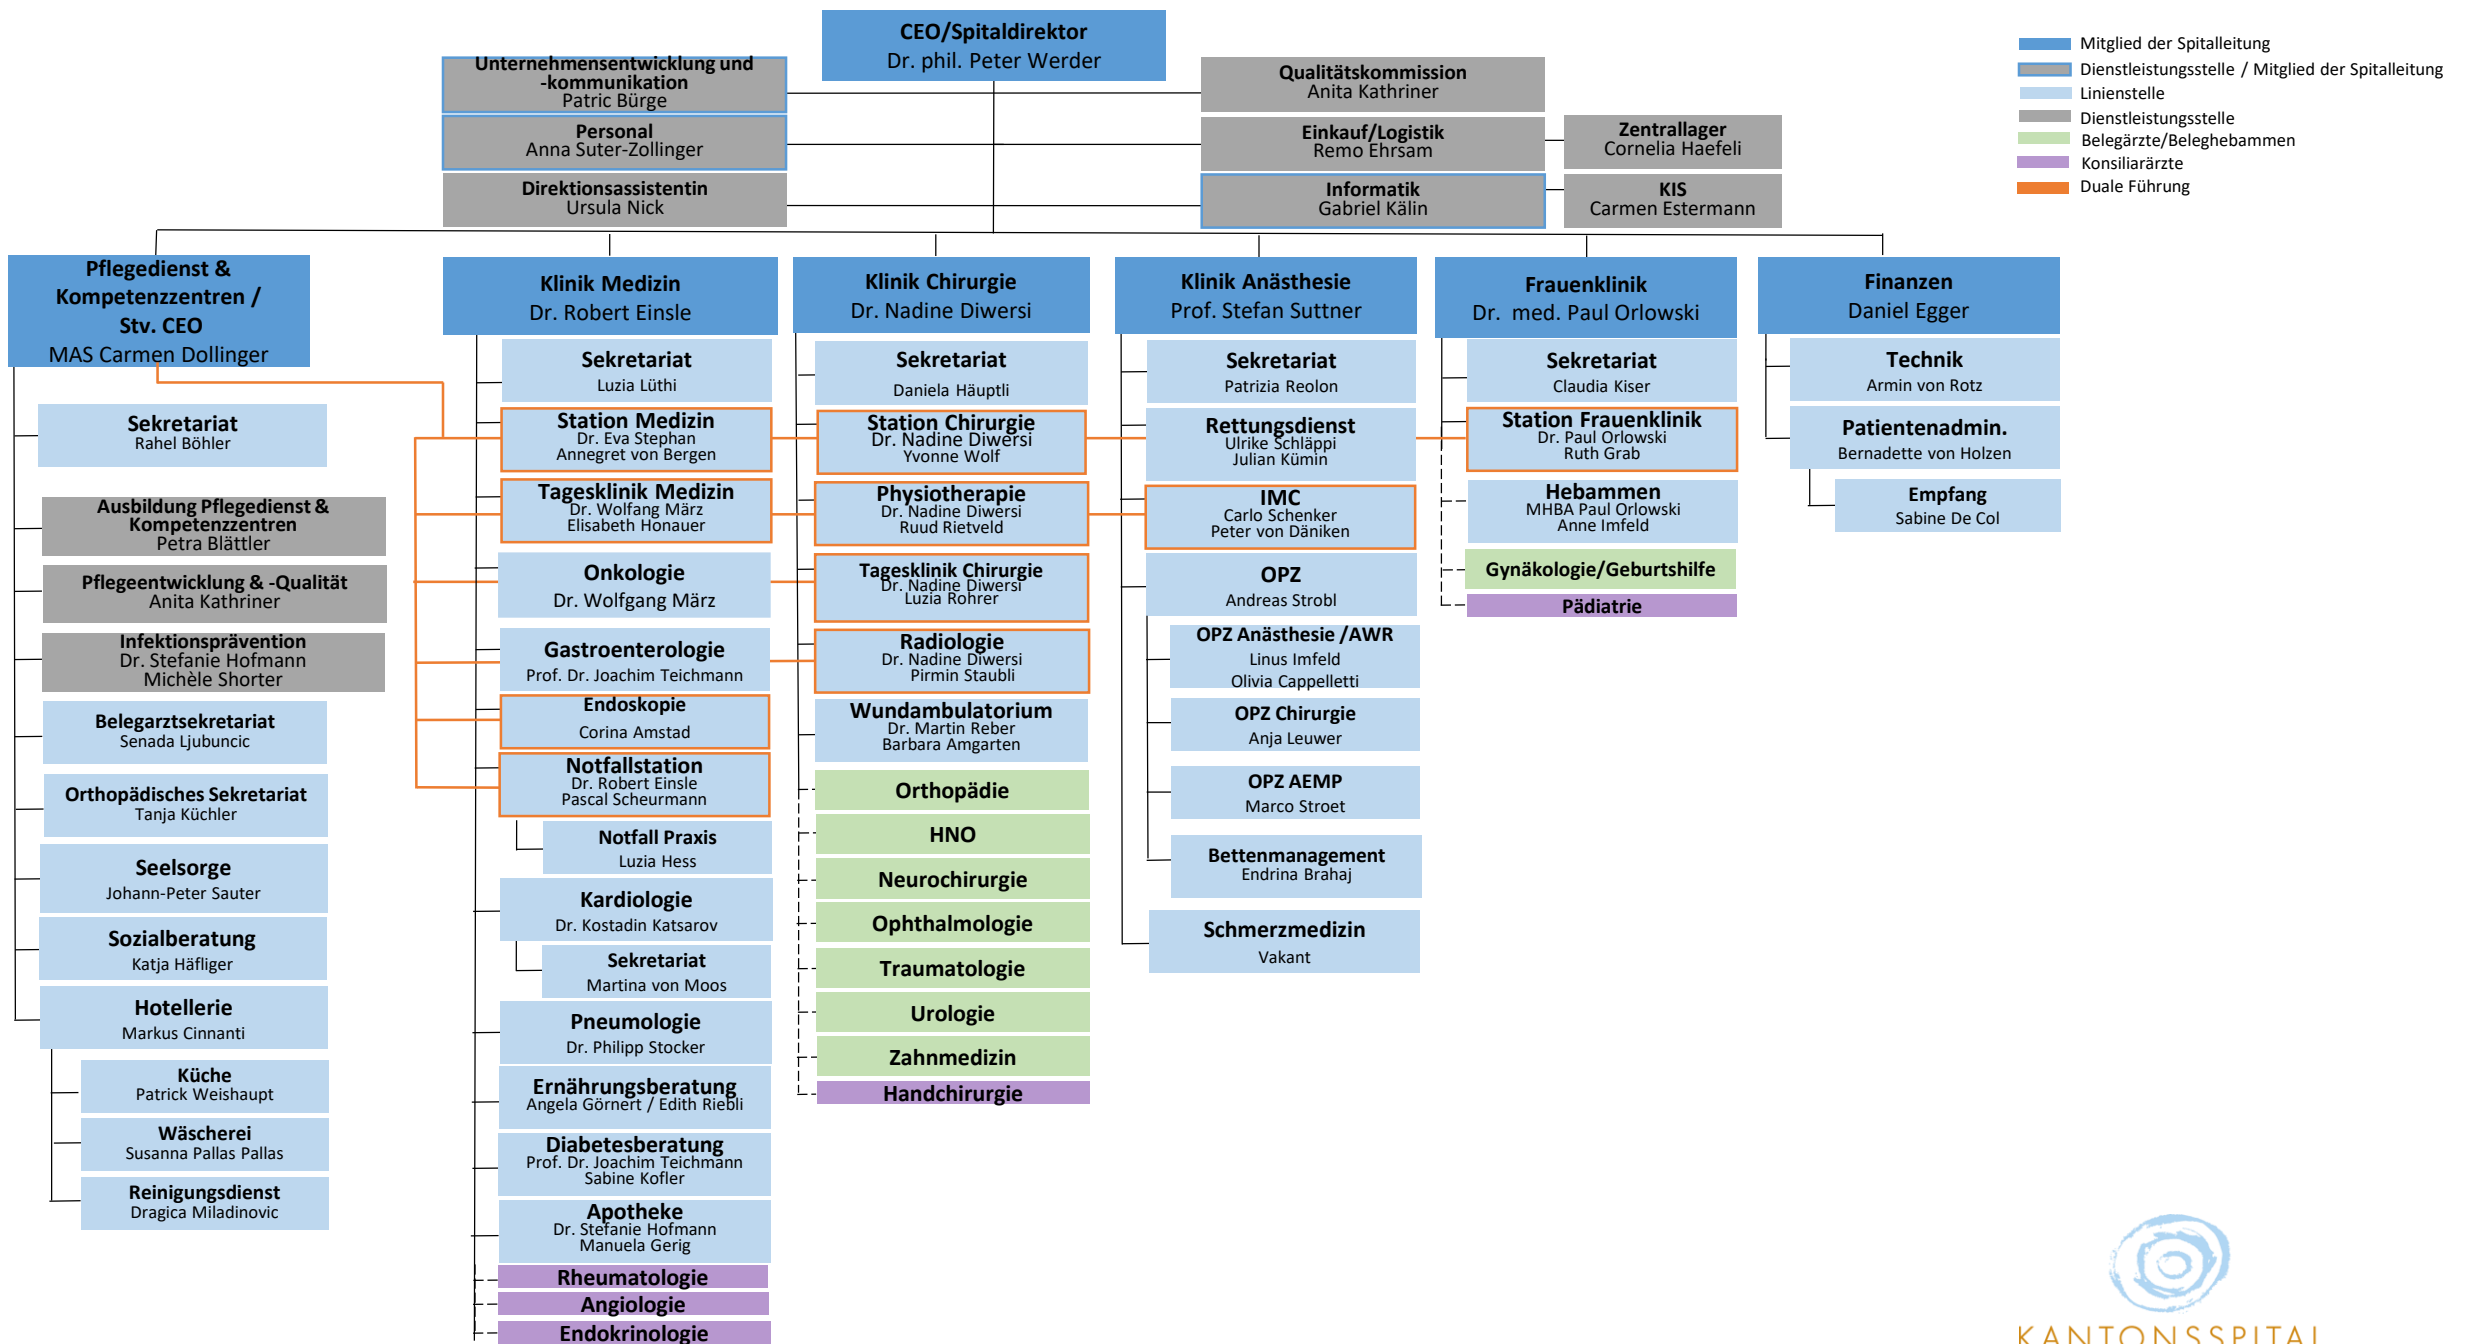 CEO/Spitaldirektor
Dr. phil. Peter Werder
Unternehmensentwicklung und
-kommunikation
Patric Bürge
Personal
Anna Suter-Zollinger
Direktionsassistentin
Ursula Nick
Qualitätskommission
Anita Kathriner
Einkauf/Logistik
Remo Ehrsam
Informatik
Gabriel Kälin
Zentrallager
Cornelia Haefeli
KIS
Carmen Estermann
Mitglied der Spitalleitung
Dienstleistungsstelle / Mitglied der Spitalleitung
Linienstelle
Dienstleistungsstelle
Belegärzte/Beleghebammen
Konsiliarärzte
Duale Führung
Pflegedienst &
Kompetenzzentren /
Stv. CEO
MAS Carmen Dollinger
Sekretariat
Rahel Böhler
Ausbildung Pflegedienst &
Kompetenzzentren
Petra Blättler
Pflegeentwicklung & -Qualität
Anita Kathriner
Infektionsprävention
Dr. Stefanie Hofmann
Michèle Shorter
Belegarztsekretariat
Senada Ljubuncic
Orthopädisches Sekretariat
Tanja Küchler
Seelsorge
Johann-Peter Sauter
Sozialberatung
Katja Häfliger
Hotellerie
Markus Cinnanti
Küche
Patrick Weishaupt
Wäscherei
Susanna Pallas Pallas
Reinigungsdienst
Dragica Miladinovic
Klinik Medizin
Dr. Robert Einsle
Sekretariat
Luzia Lüthi
Station Medizin
Dr. Eva Stephan
Annegret von Bergen
Tagesklinik Medizin
Dr. Wolfang März
Elisabeth Honauer
Onkologie
Dr. Wolfgang März
Gastroenterologie
Prof. Dr. Joachim Teichmann
Endoskopie
Corina Amstad
Notfallstation
Dr. Robert Einsle
Pascal Scheurmann
Notfall Praxis
Luzia Hess
Kardiologie
Dr. Kostadin Katsarov
Sekretariat
Martina von Moos
Pneumologie
Dr. Philipp Stocker
Ernährungsberatung
Angela Görnert / Edith Riebli
Diabetesberatung
Prof. Dr. Joachim Teichmann
Sabine Kofler
Apotheke
Dr. Stefanie Hofmann
Manuela Gerig
Rheumatologie
Angiologie
Endokrinologie
Klinik Chirurgie
Dr. Nadine Diwersi
Sekretariat
Daniela Häuptli
Station Chirurgie
Dr. Nadine Diwersi
Yvonne Wolf
Physiotherapie
Dr. Nadine Diwersi
Ruud Rietveld
Tagesklinik Chirurgie
Dr. Nadine Diwersi
Luzia Rohrer
Radiologie
Dr. Nadine Diwersi
Pirmin Staubli
Wundambulatorium
Dr. Martin Reber
Barbara Amgarten
Orthopädie
HNO
Neurochirurgie
Ophthalmologie
Traumatologie
Urologie
Zahnmedizin
Handchirurgie
Klinik Anästhesie
Prof. Stefan Suttner
Sekretariat
Patrizia Reolon
Rettungsdienst
Ulrike Schläppi
Julian Kümin
IMC
Carlo Schenker
Peter von Däniken
OPZ
Andreas Strobl
OPZ Anästhesie /AWR
Linus Imfeld
Olivia Cappelletti
OPZ Chirurgie
Anja Leuwer
OPZ AEMP
Marco Stroet
Bettenmanagement
Endrina Brahaj
Schmerzmedizin
Vakant
Frauenklinik
Dr. med. Paul Orlowski
Sekretariat
Claudia Kiser
Station Frauenklinik
Dr. Paul Orlowski
Ruth Grab
Hebammen
MHBA Paul Orlowski
Anne Imfeld
Gynäkologie/Geburtshilfe
Pädiatrie
Finanzen
Daniel Egger
Technik
Armin von Rotz
Patientenadmin.
Bernadette von Holzen
Empfang
Sabine De Col
KANTONSSPITAL